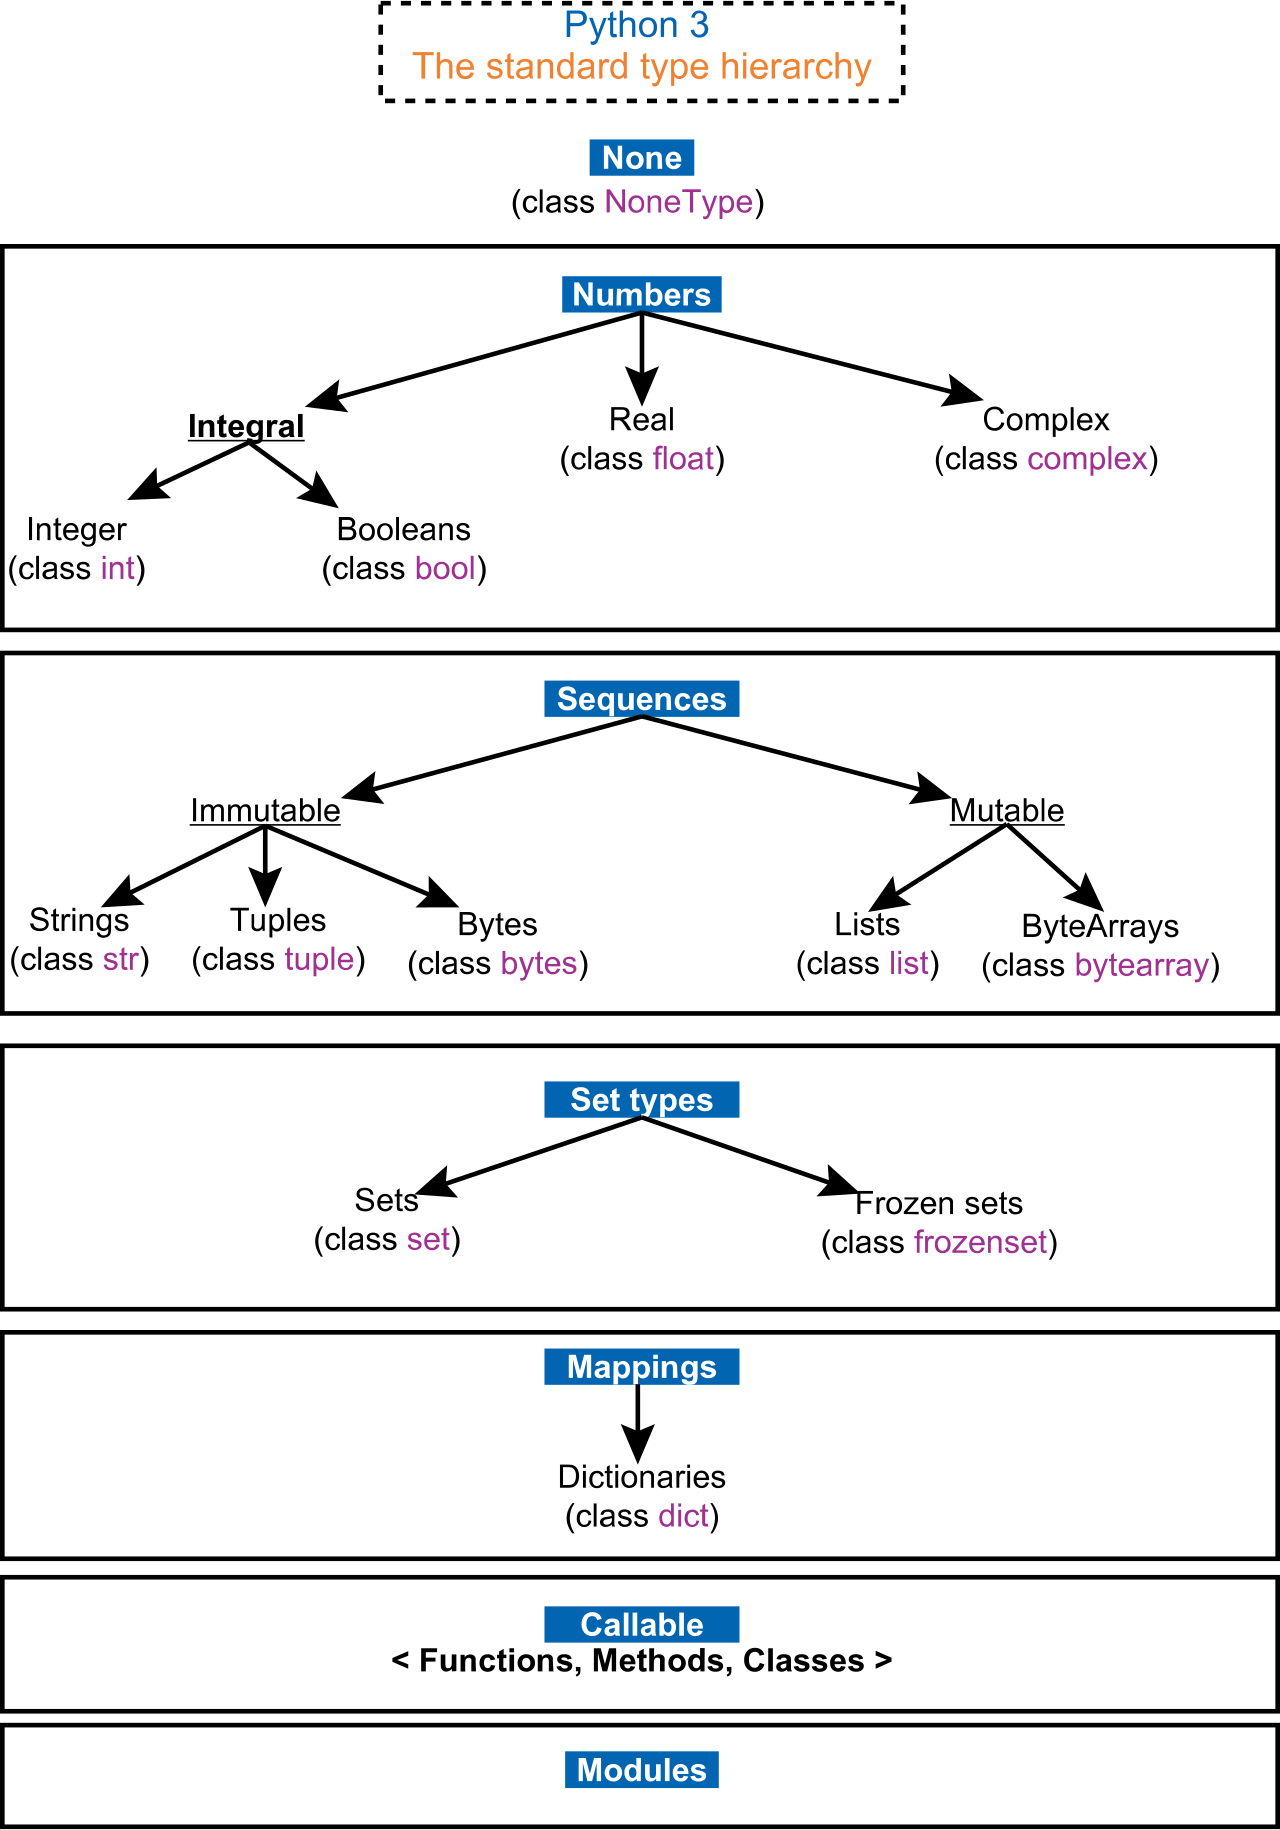 Python 3
The standard type hierarchy
None
(class NoneType)
Numbers
Integral
Real
(class float)
Complex
(class complex)
Integer
(class int)
Booleans
(class bool)
Sequences
Immutable
Mutable
Strings
(class str)
Tuples
(class tuple)
Bytes
(class bytes)
Lists
(class list)
ByteArrays
(class bytearray)
Set types
Sets
(class set)
Frozen sets
(class frozenset)
Mappings
Dictionaries
(class dict)
Callable
< Functions, Methods, Classes >
Modules